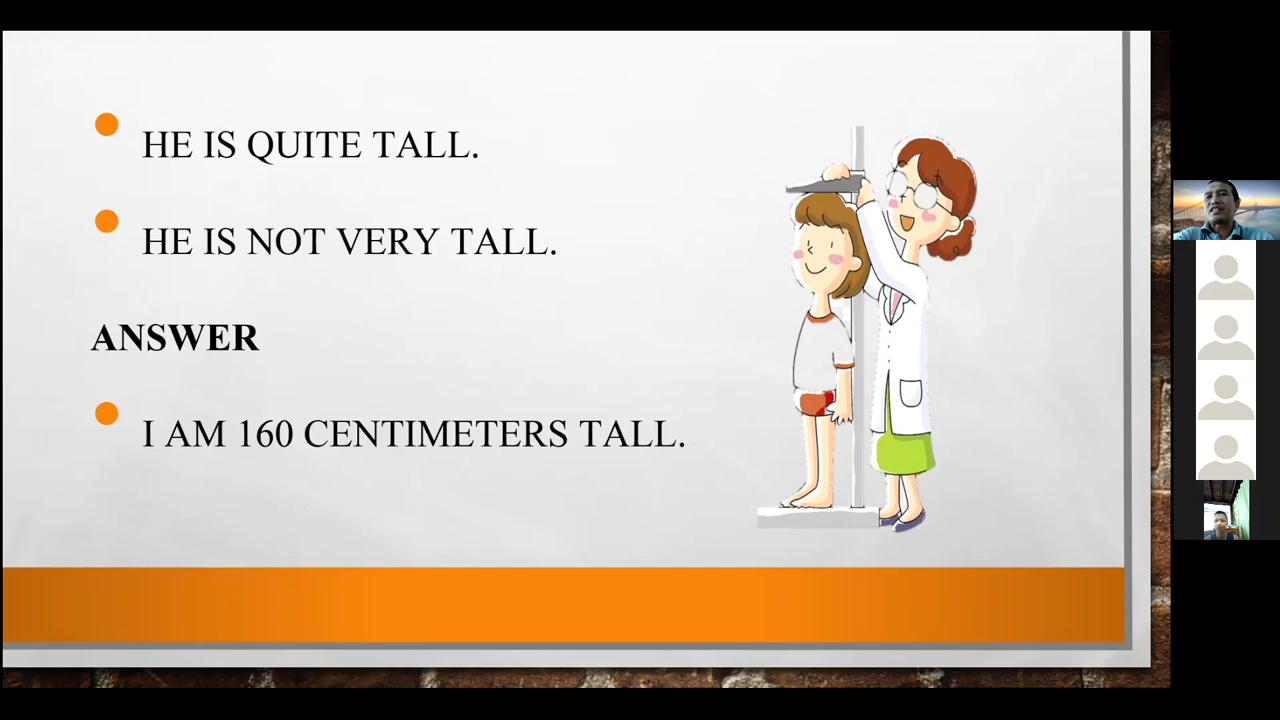 HE IS QUITE TALL.
HE IS NOT VERY TALL.
ANSWER
I AM 160 CENTIMETERS TALL.